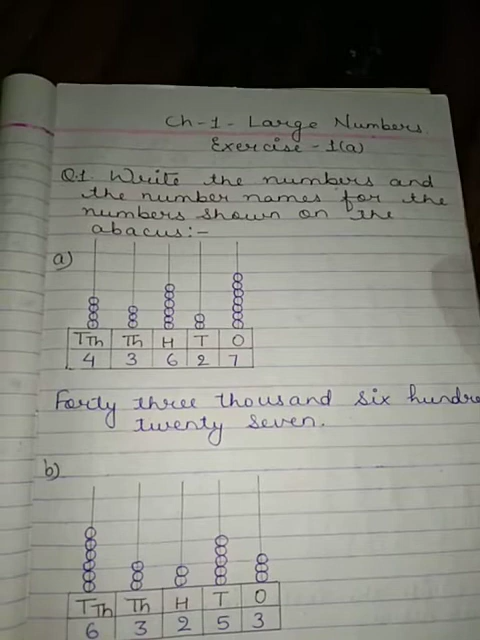 Ch-1- Large Numbers
Exercise - 1(a)
Q1. Write the numbers and
the number names for the
numbers shown on the
abacus:-
a)
TTh Th H T O
4 3 6 2 7
Forty three thousand six hundre
twenty seven.
b)
TTh Th H T O
6 3 2 5 3